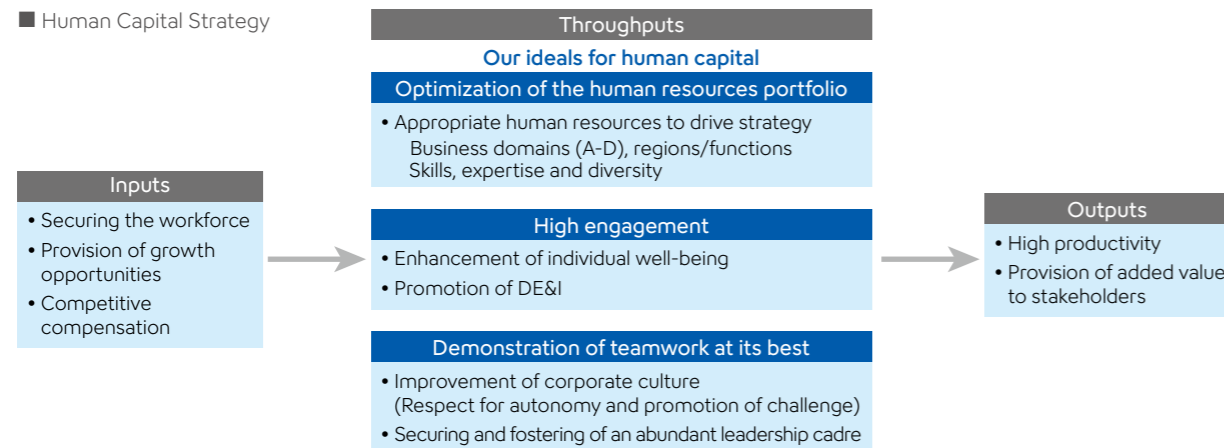 ■ Human Capital Strategy
Inputs
• Securing the workforce
• Provision of growth
opportunities
• Competitive
compensation
Throughputs
Our ideals for human capital
Optimization of the human resources portfolio
• Appropriate human resources to drive strategy
Business domains (A-D), regions/functions
Skills, expertise and diversity
High engagement
• Enhancement of individual well-being
• Promotion of DE&I
Demonstration of teamwork at its best
• Improvement of corporate culture
(Respect for autonomy and promotion of challenge)
• Securing and fostering of an abundant leadership cadre
Outputs
• High productivity
• Provision of added value
to stakeholders